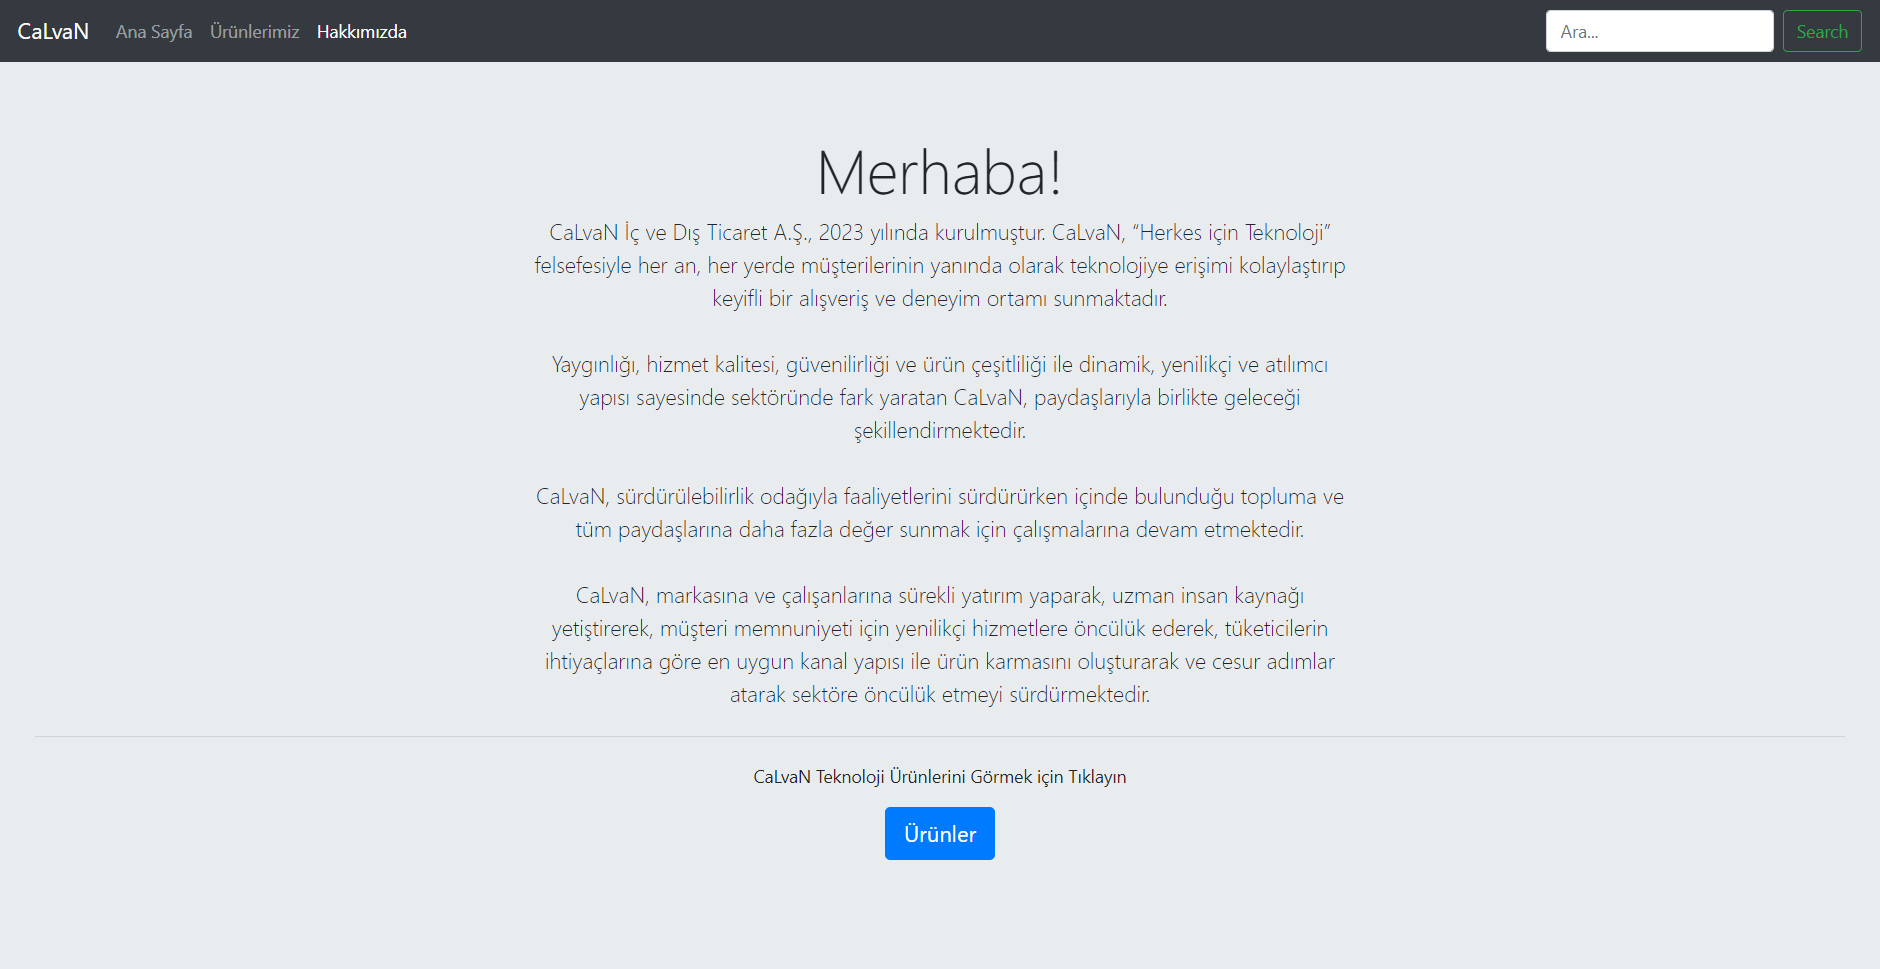 CaLvaN Ana Sayfa Ürünlerimiz Hakkımızda Ara... Search
Merhaba!
CaLvaN İç ve Dış Ticaret A.Ş., 2023 yılında kurulmuştur. CaLvaN, “Herkes için Teknoloji”
felsefesiyle her an, her yerde müşterilerinin yanında olarak teknolojiye erişimi kolaylaştırıp
keyifli bir alışveriş ve deneyim ortamı sunmaktadır.
Yaygınlığı, hizmet kalitesi, güvenilirliği ve ürün çeşitliliği ile dinamik, yenilikçi ve atılımcı
yapısı sayesinde sektöründe fark yaratan CaLvaN, paydaşlarıyla birlikte geleceği
şekillendirmektedir.
CaLvaN, sürdürülebilirlik odağıyla faaliyetlerini sürdürürken içinde bulunduğu topluma ve
tüm paydaşlarına daha fazla değer sunmak için çalışmalarına devam etmektedir.
CaLvaN, markasına ve çalışanlarına sürekli yatırım yaparak, uzman insan kaynağı
yetiştirerek, müşteri memnuniyeti için yenilikçi hizmetlere öncülük ederek, tüketicilerin
ihtiyaçlarına göre en uygun kanal yapısı ile ürün karmasını oluşturarak ve cesur adımlar
atarak sektöre öncülük etmeyi sürdürmektedir.
CaLvaN Teknoloji Ürünlerini Görmek için Tıklayın
Ürünler